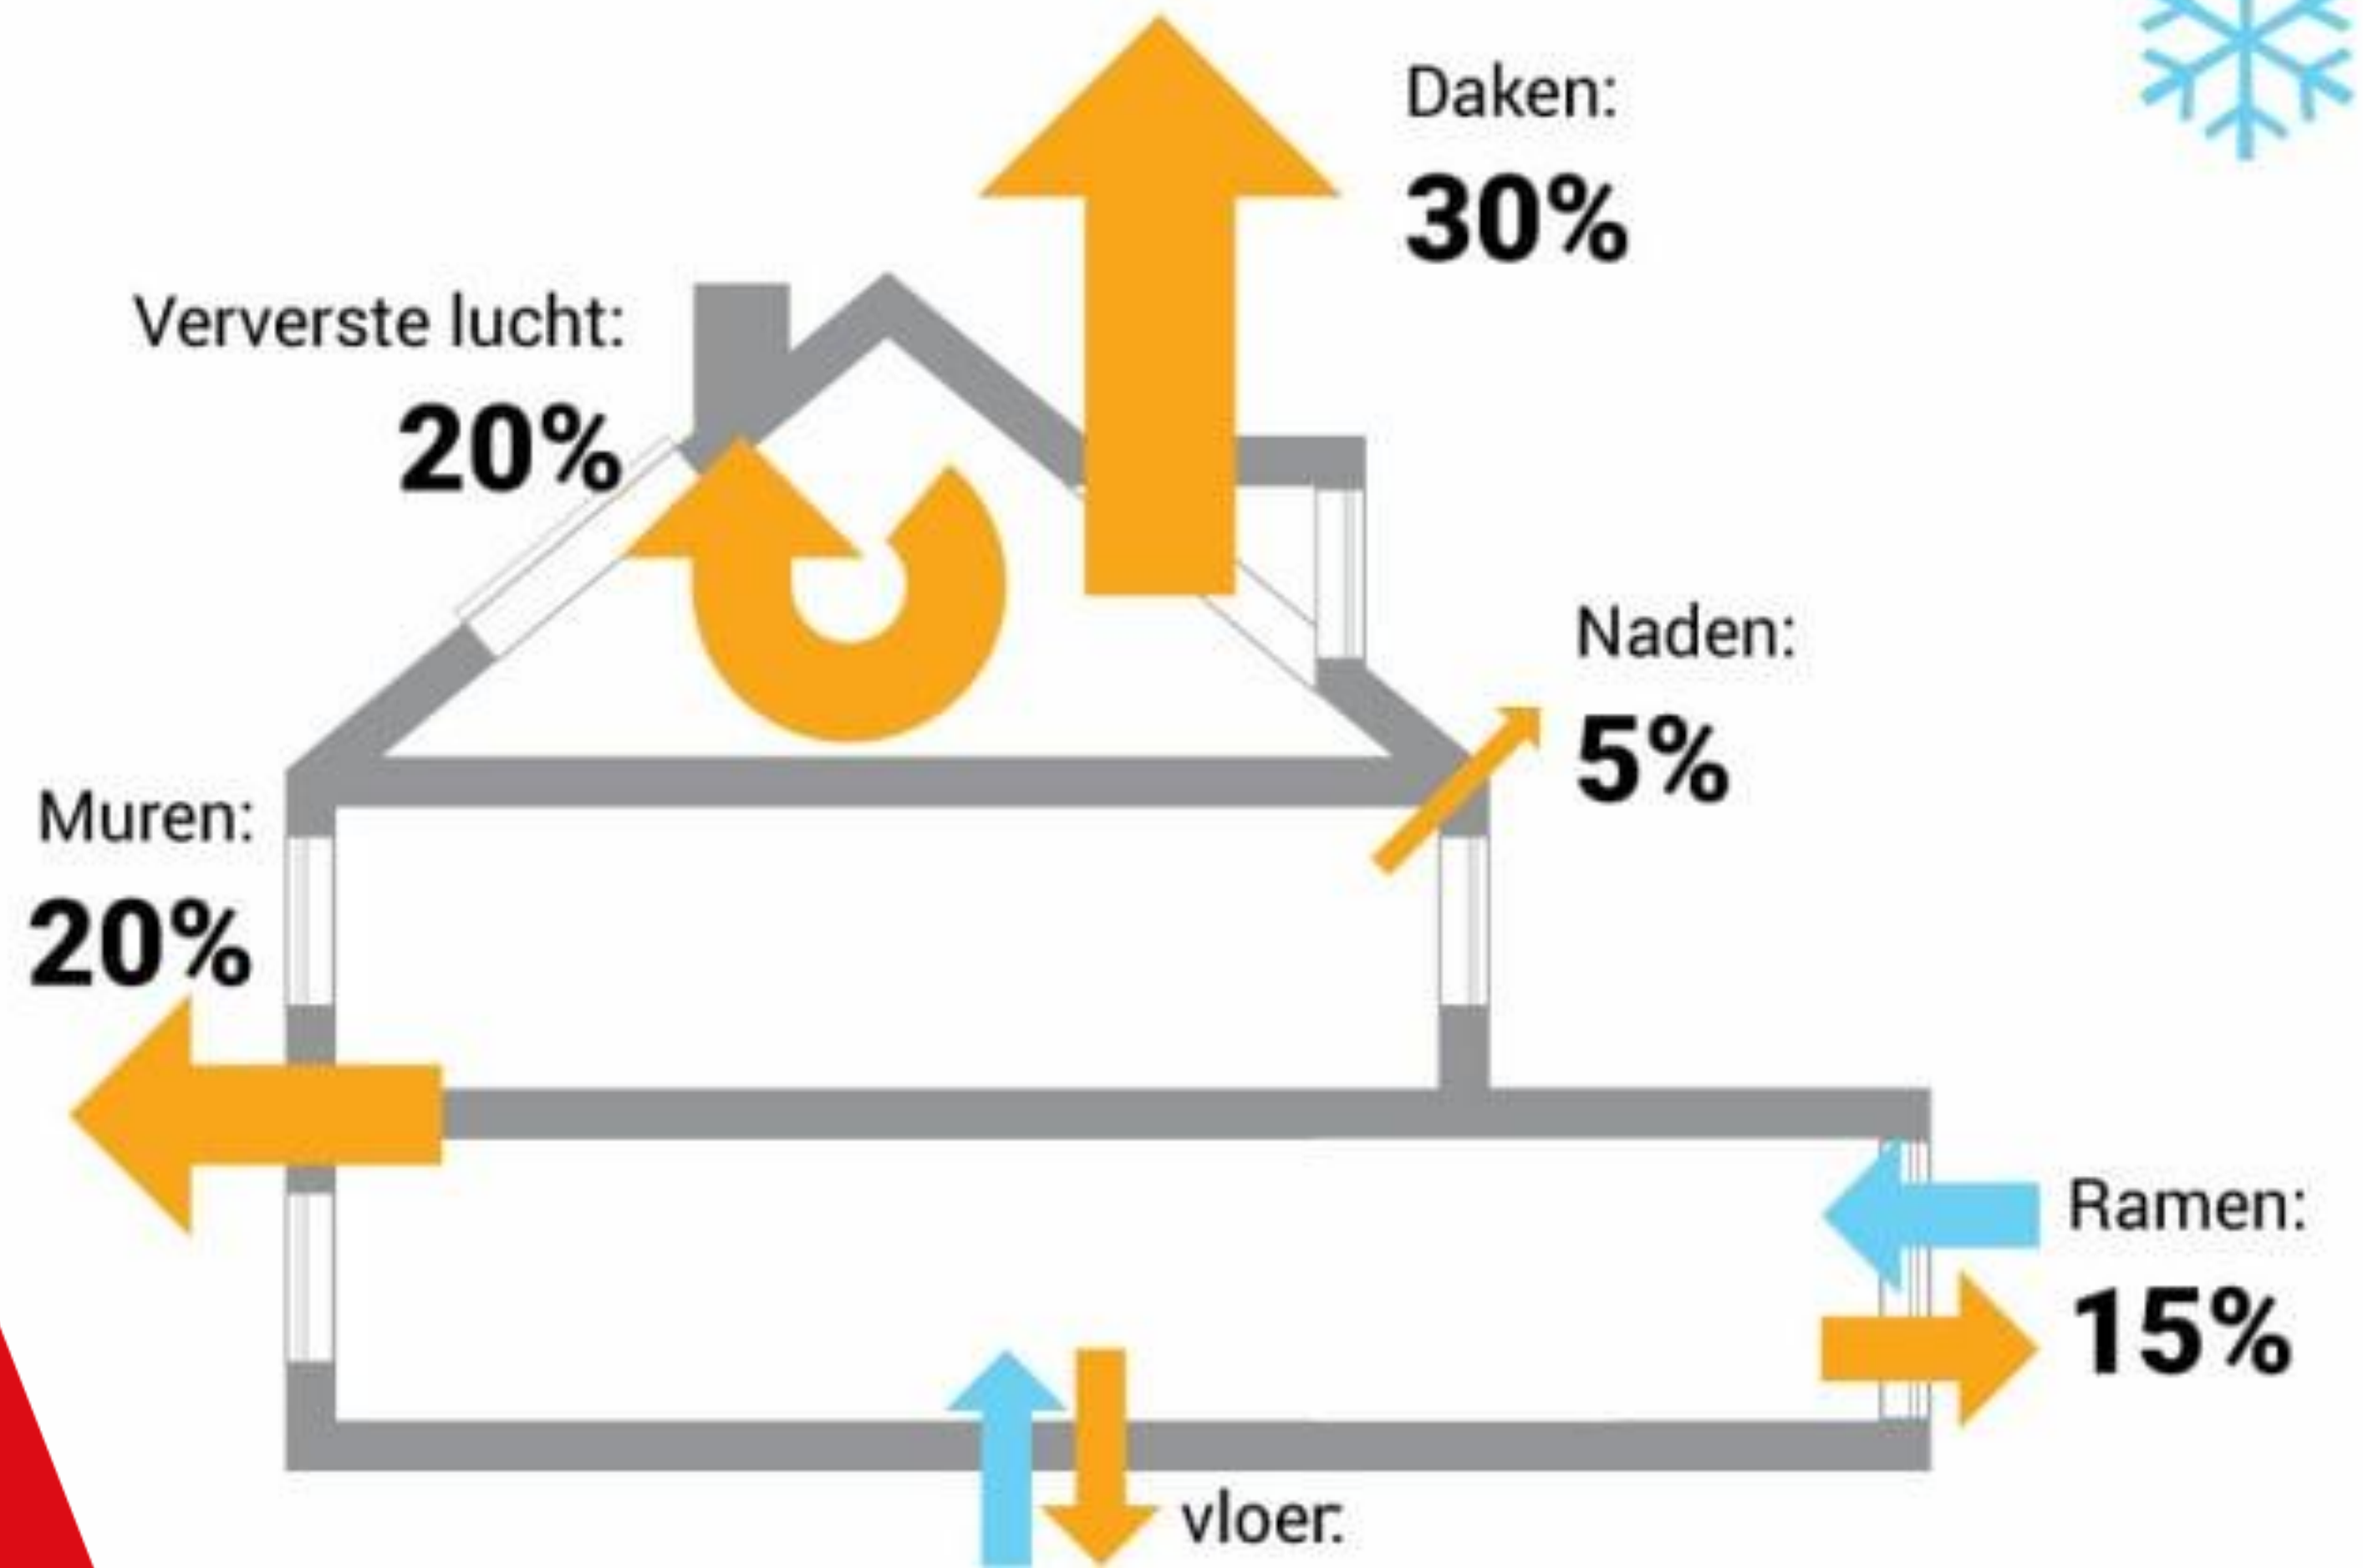 Daken:
30%
Ververste lucht:
20%
Naden:
5%
Muren:
20%
Ramen:
15%
vloer: